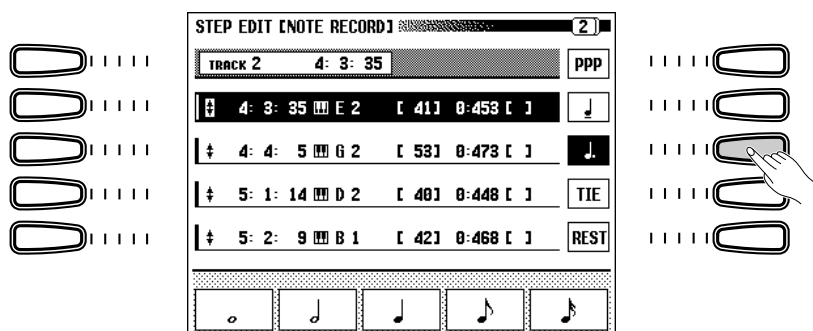 STEP EDIT [NOTE RECORD] 2
TRACK 2 4: 3: 35 PPP
4: 3: 35 E 2 [ 41] 0:453 [ ]
4: 4: 5 G 2 [ 53] 0:473 [ ]
5: 1: 14 D 2 [ 40] 0:448 [ ] TIE
5: 2: 9 B 1 [ 42] 0:468 [ ] REST